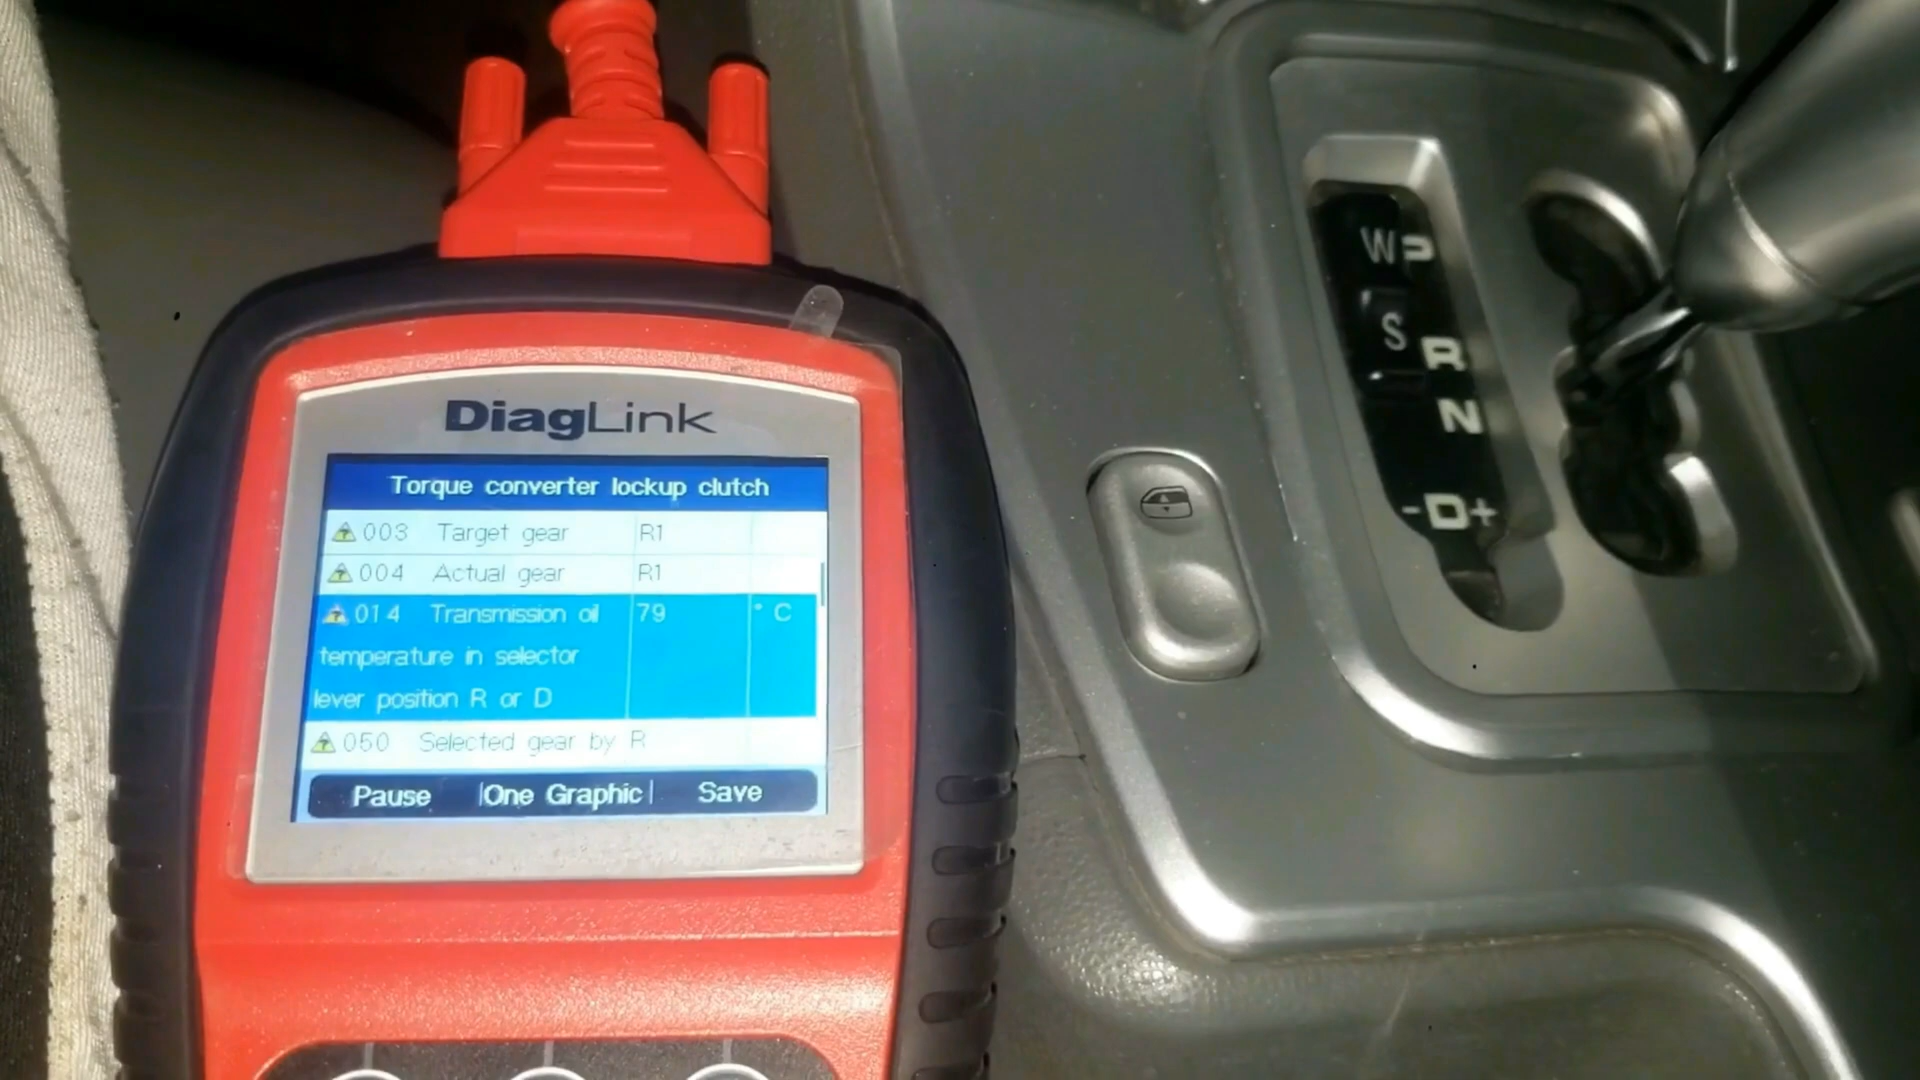 DiagLink
Torque converter lockup clutch
003 Target gear R1
004 Actual gear R1
014 Transmission oil 79 ° C
temperature in selector
lever position R or D
050 Selected gear by R
Pause |One Graphic| Save
W P
S R
N
-D+